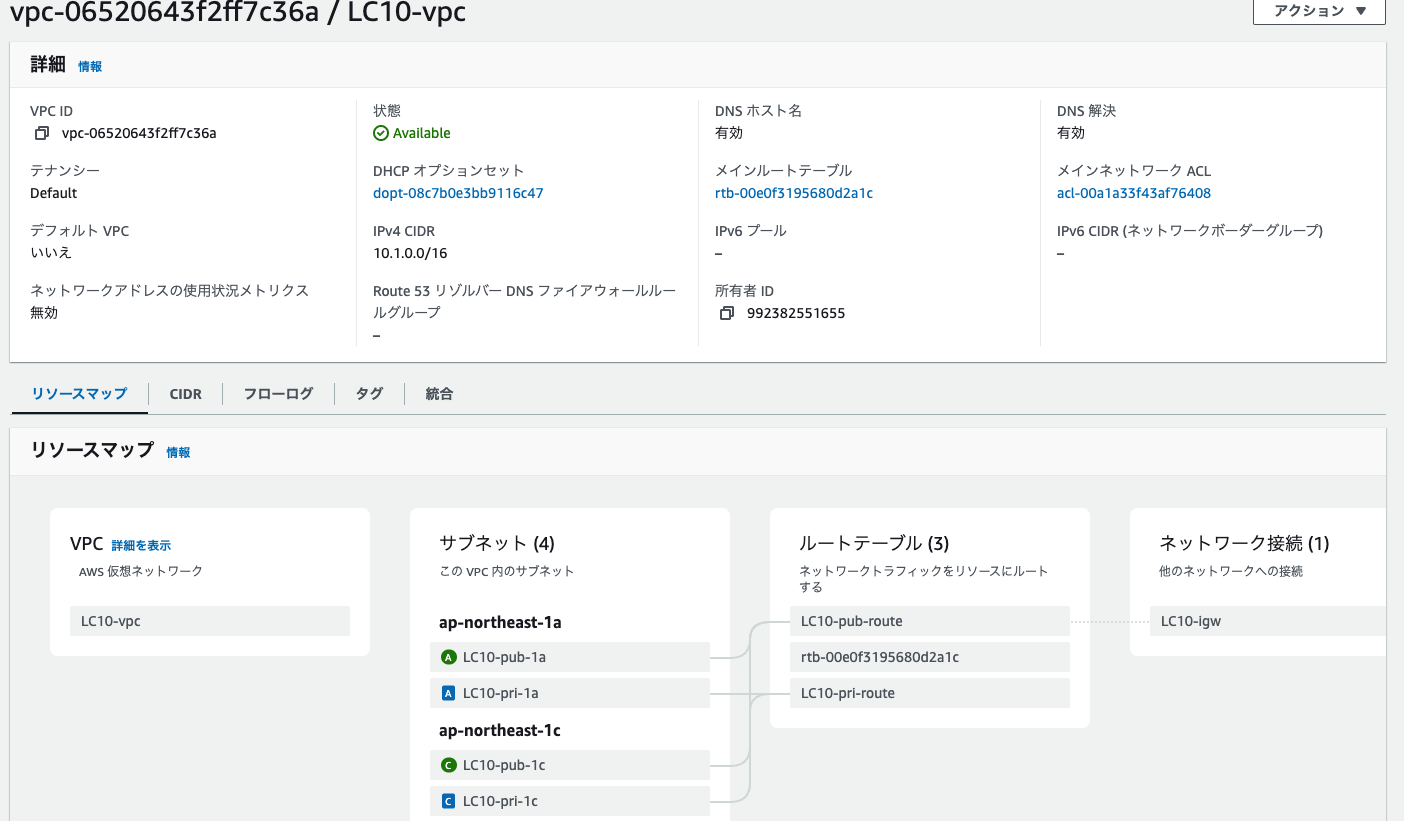 vpc-06520643f2ff7c36a / LC10-vpc
アクション ▼
詳細 情報
VPC ID
vpc-06520643f2ff7c36a
状態
Available
DNS ホスト名
有効
DNS 解決
有効
テナンシー
Default
DHCP オプションセット
dopt-08c7b0e3bb9116c47
メインルートテーブル
rtb-00e0f3195680d2a1c
メインネットワーク ACL
acl-00a1a33f43af76408
デフォルト VPC
いいえ
IPv4 CIDR
10.1.0.0/16
IPv6 プール
–
IPv6 CIDR (ネットワークボーダーグループ)
–
ネットワークアドレスの使用状況メトリクス
無効
Route 53 リゾルバー DNS ファイアウォールルー
ルグループ
–
所有者 ID
992382551655
リソースマップ
CIDR
フローログ
タグ
統合
リソースマップ 情報
VPC 詳細を表示
AWS 仮想ネットワーク
LC10-vpc
サブネット (4)
この VPC 内のサブネット
ap-northeast-1a
A LC10-pub-1a
A LC10-pri-1a
ap-northeast-1c
C LC10-pub-1c
C LC10-pri-1c
ルートテーブル (3)
ネットワークトラフィックをリソースにルート
する
LC10-pub-route
rtb-00e0f3195680d2a1c
LC10-pri-route
ネットワーク接続 (1)
他のネットワークへの接続
LC10-igw